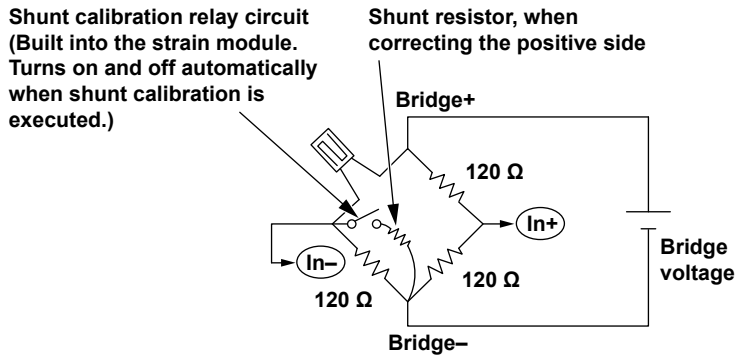 Shunt calibration relay circuit
(Built into the strain module.
Turns on and off automatically
when shunt calibration is
executed.)
Shunt resistor, when
correcting the positive side
Bridge+
120 Ω
In+
In–
120 Ω
120 Ω
Bridge
voltage
Bridge–